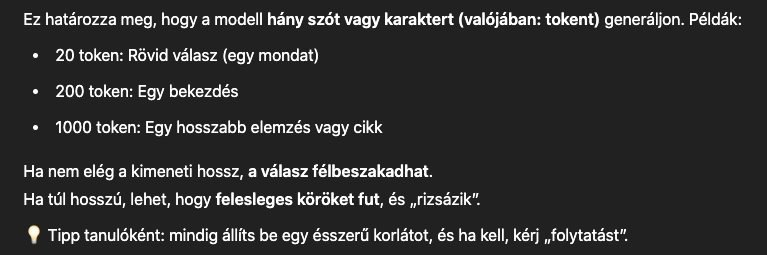 Ez határozza meg, hogy a modell hány szót vagy karaktert (valójában: tokent) generáljon. Példák:
• 20 token: Rövid válasz (egy mondat)
• 200 token: Egy bekezdés
• 1000 token: Egy hosszabb elemzés vagy cikk
Ha nem elég a kimeneti hossz, a válasz félbeszakadhat.
Ha túl hosszú, lehet, hogy felesleges köröket fut, és „rizsázik”.
💡 Tipp tanulóként: mindig állíts be egy ésszerű korlátot, és ha kell, kérj „folytatást”.